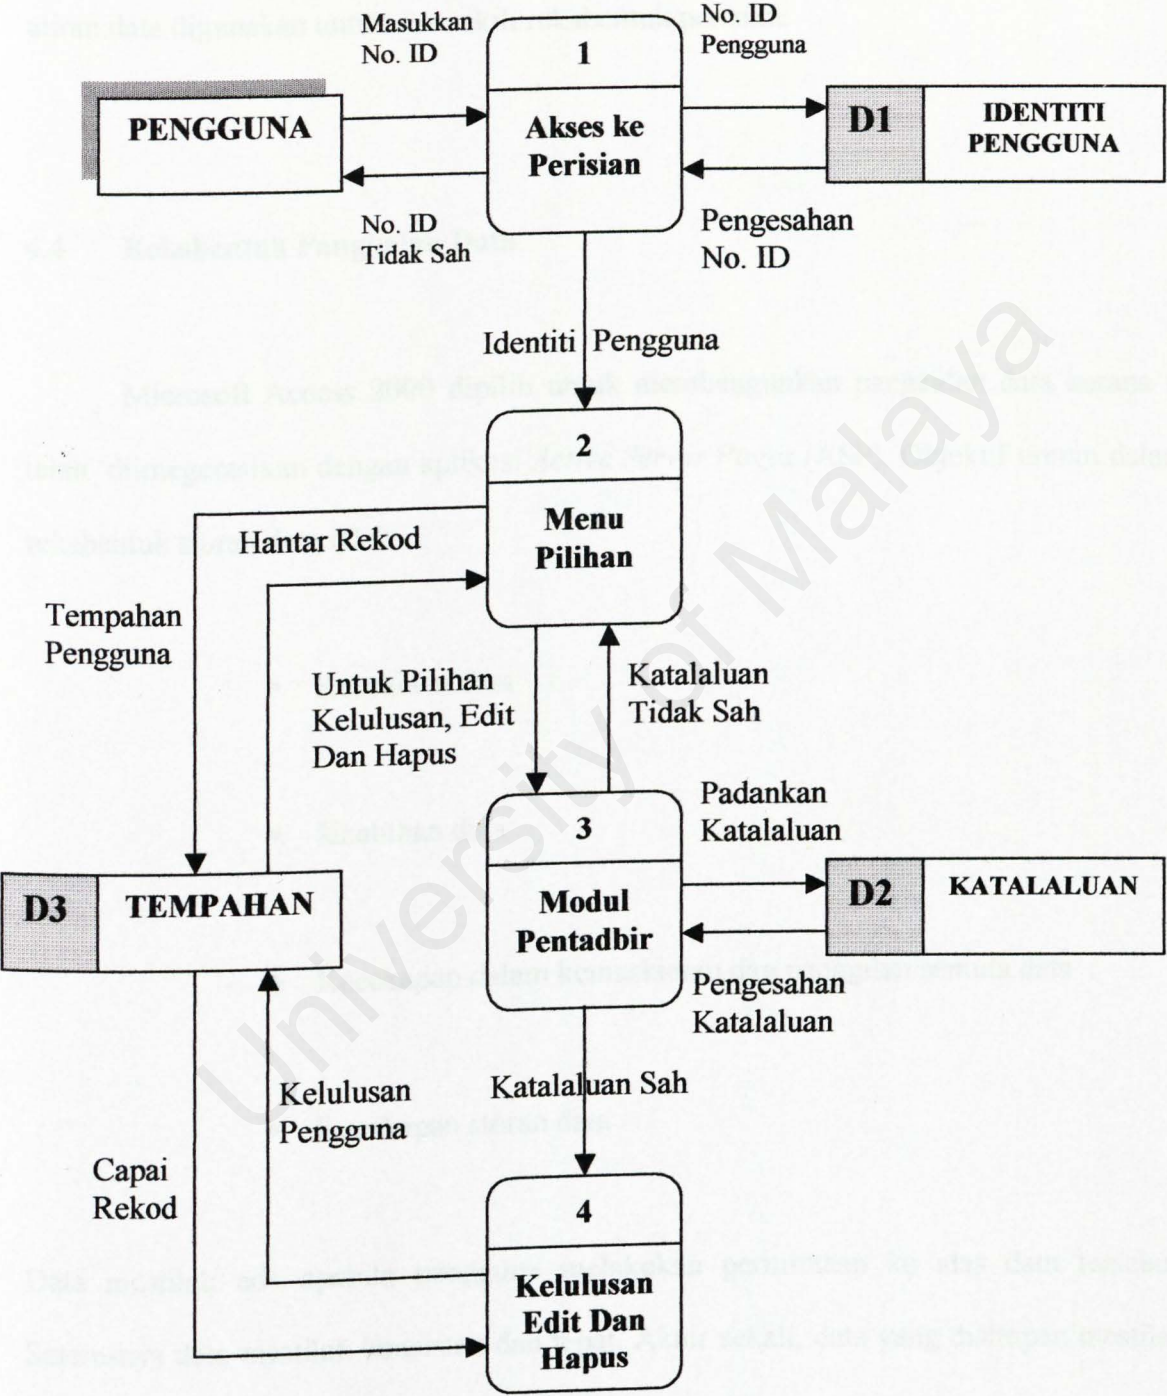 Masukkan
No. ID
1
No. ID
Pengguna
PENGGUNA
Akses ke
Perisian
D1
IDENTITI
PENGGUNA
No. ID
Tidak Sah
Pengesahan
No. ID
Identiti Pengguna
2
Menu
Pilihan
Hantar Rekod
Tempahan
Pengguna
Untuk Pilihan
Kelulusan, Edit
Dan Hapus
Katalaluan
Tidak Sah
3
Modul
Pentadbir
Padankan
Katalaluan
D2
KATALALUAN
Pengesahan
Katalaluan
D3
TEMPAHAN
Katalaluan Sah
Kelulusan
Pengguna
Capai
Rekod
4
Kelulusan
Edit Dan
Hapus
University of Malaya